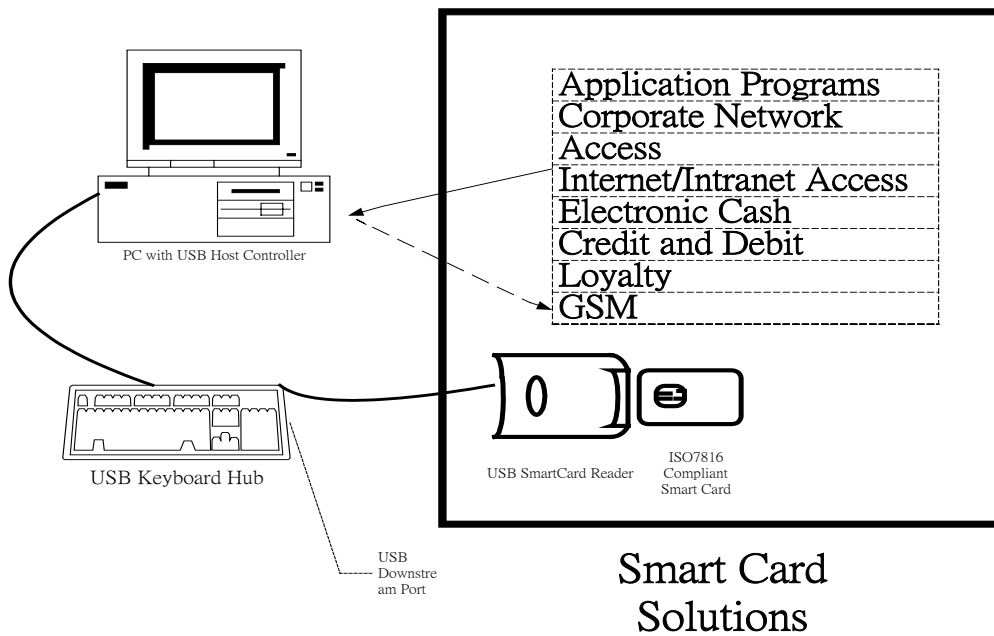 Application Programs
Corporate Network
Access
Internet/Intranet Access
Electronic Cash
Credit and Debit
Loyalty
GSM
PC with USB Host Controller
USB Keyboard Hub
USB SmartCard Reader
ISO7816
Compliant
Smart Card
USB
Downstre
am Port
Smart Card
Solutions